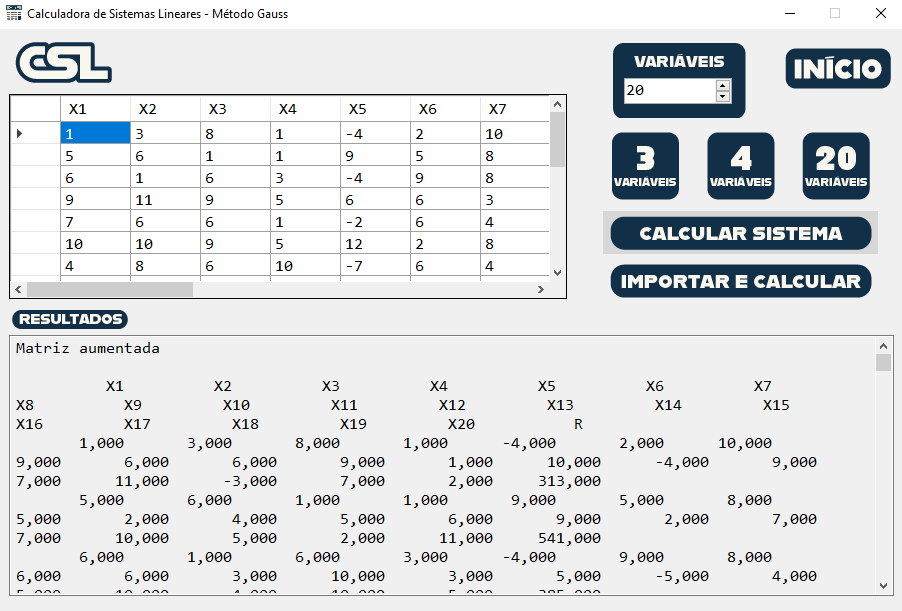 Calculadora de Sistemas Lineares - Método Gauss
CSL
VARIÁVEIS
20
INÍCIO
X1 X2 X3 X4 X5 X6 X7
1 3 8 1 -4 2 10
5 6 1 1 9 5 8
6 1 6 3 -4 9 8
9 11 9 5 6 6 3
7 6 6 1 -2 6 4
10 10 9 5 12 2 8
4 8 6 10 -7 6 4
3 VARIÁVEIS
4 VARIÁVEIS
20 VARIÁVEIS
CALCULAR SISTEMA
IMPORTAR E CALCULAR
RESULTADOS
Matriz aumentada
X1 X2 X3 X4 X5 X6 X7
X8 X9 X10 X11 X12 X13 X14 X15
X16 X17 X18 X19 X20 R
1,000 3,000 8,000 1,000 -4,000 2,000 10,000
9,000 6,000 6,000 9,000 1,000 10,000 -4,000 9,000
7,000 11,000 -3,000 7,000 2,000 313,000
5,000 6,000 1,000 1,000 9,000 5,000 8,000
5,000 2,000 4,000 5,000 6,000 9,000 2,000 7,000
7,000 10,000 5,000 2,000 11,000 541,000
6,000 1,000 6,000 3,000 -4,000 9,000 8,000
6,000 6,000 3,000 10,000 3,000 5,000 -5,000 4,000